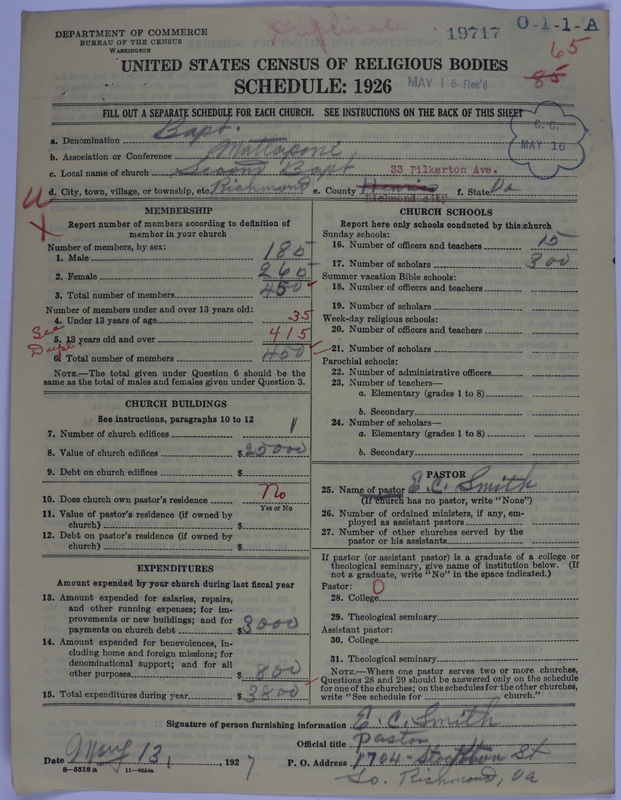 DEPARTMENT OF COMMERCE
BUREAU OF THE CENSUS
WASHINGTON
Duplicate
19717
O-1-1-A
65
85
UNITED STATES CENSUS OF RELIGIOUS BODIES
SCHEDULE: 1926
MAY 16 Rec'd
FILL OUT A SEPARATE SCHEDULE FOR EACH CHURCH. SEE INSTRUCTIONS ON THE BACK OF THIS SHEET
C. C.
MAY 16
a. Denomination Bapt.
b. Association or Conference Mattaponi
c. Local name of church Second Bapt 33 Pilkerton Ave.
d. City, town, village, or township, etc. Richmond e. County Henrico Richmond City f. State Va
MEMBERSHIP
Report number of members according to definition of member in your church
Number of members, by sex:
1. Male 185
2. Female 265
3. Total number of members 450
Number of members under and over 13 years old:
4. Under 13 years of age 35
See Dupl
5. 13 years old and over 415
6. Total number of members 450
NOTE.—The total given under Question 6 should be the same as the total of males and females given under Question 3.
CHURCH BUILDINGS
See instructions, paragraphs 10 to 12
7. Number of church edifices 1
8. Value of church edifices $25000
9. Debt on church edifices $
10. Does church own pastor's residence No
Yes or No
11. Value of pastor's residence (if owned by church) $
12. Debt on pastor's residence (if owned by church) $
EXPENDITURES
Amount expended by your church during last fiscal year
13. Amount expended for salaries, repairs, and other running expenses; for improvements or new buildings; and for payments on church debt $3000
14. Amount expended for benevolences, including home and foreign missions; for denominational support; and for all other purposes $800
15. Total expenditures during year $3800
CHURCH SCHOOLS
Report here only schools conducted by this church
Sunday schools:
16. Number of officers and teachers 15
17. Number of scholars 300
Summer vacation Bible schools:
18. Number of officers and teachers
19. Number of scholars
Week-day religious schools:
20. Number of officers and teachers
21. Number of scholars
Parochial schools:
22. Number of administrative officers
23. Number of teachers—
a. Elementary (grades 1 to 8)
b. Secondary
24. Number of scholars—
a. Elementary (grades 1 to 8)
b. Secondary
PASTOR
25. Name of pastor E. C. Smith
(If church has no pastor, write "None")
26. Number of ordained ministers, if any, employed as assistant pastors
27. Number of other churches served by the pastor or his assistants
If pastor (or assistant pastor) is a graduate of a college or theological seminary, give name of institution below. (If not a graduate, write "No" in the space indicated.)
Pastor: 0
28. College
29. Theological seminary
Assistant pastor:
30. College
31. Theological seminary
NOTE.—Where one pastor serves two or more churches, Questions 28 and 29 should be answered only on the schedule for one of the churches; on the schedules for the other churches, write "See schedule for church."
Signature of person furnishing information E. C. Smith
Official title Pastor
Date May 13, 1927 P. O. Address 1704 Stockton St
So. Richmond, Va
8-5518 a